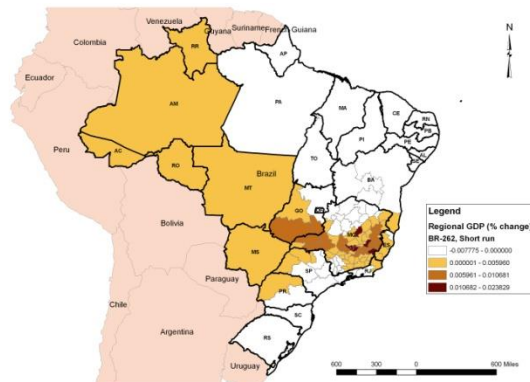 Venezuela
Guyana
Suriname
French Guiana
Colombia
Ecuador
Peru
Brazil
Bolivia
Paraguay
Chile
Argentina
Uruguay
RR
AP
AM
PA
MA
CE
RN
PB
PE
AL
PI
AC
RO
TO
BA
MT
GO
MS
ES
SP
RJ
PR
SC
RS
N
Legend
Regional GDP (% change)
BR-262, Short run
-0.007775 - 0.000000
0.000001 - 0.005960
0.005961 - 0.010681
0.010682 - 0.023829
600 300 0 600 Miles